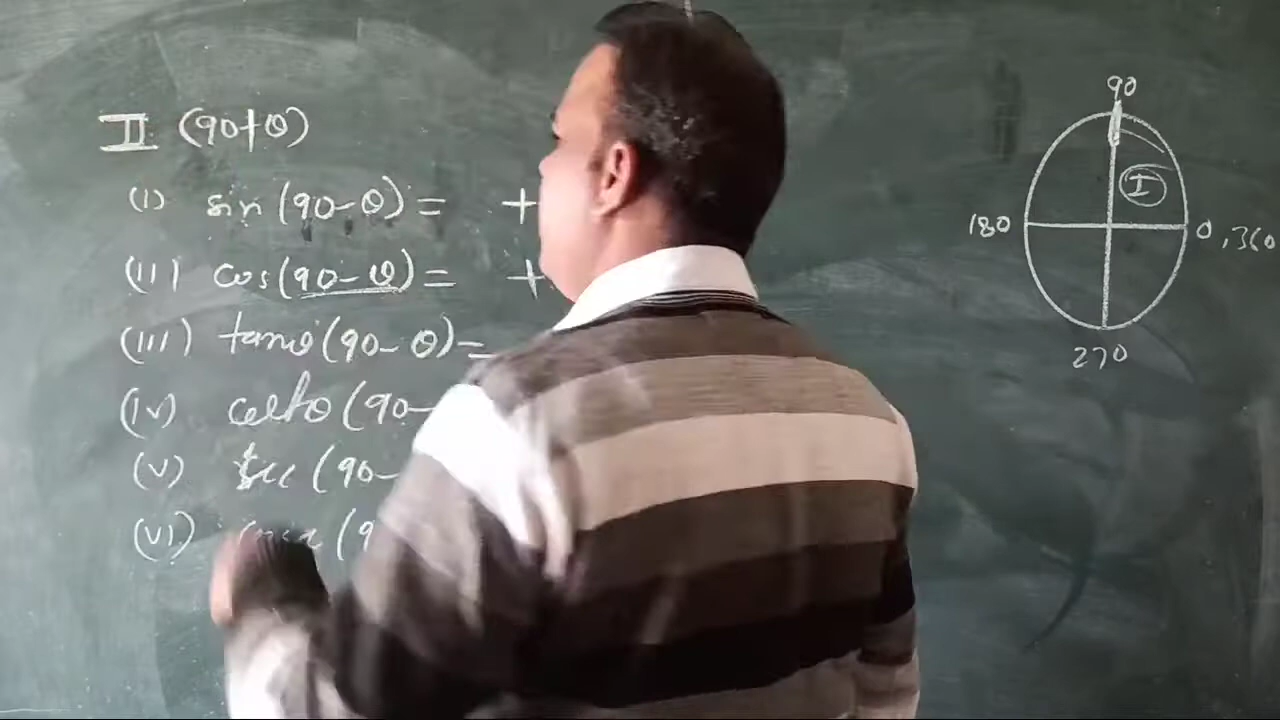 II (90+θ)
(i) sin(90-θ)= +
(ii) cos(90-θ)= +
(iii) tanθ(90-θ)=
(iv) (90-
(v) sec (90-
(vi) (9
90
I
180 0,360
270